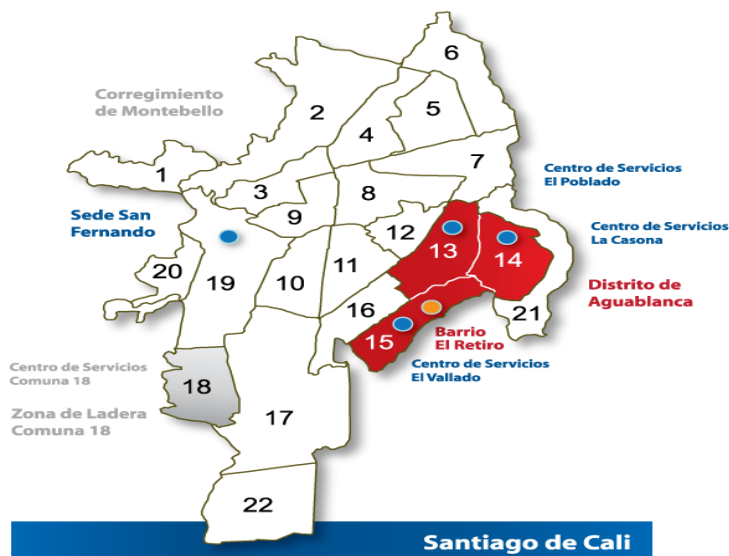 6
Corregimiento
de Montebello
2
5
4
7
1
Centro de Servicios
El Poblado
3
8
Sede San
Fernando
9
12
Centro de Servicios
La Casona
13
14
20
19
10
11
Distrito de
Aguablanca
16
21
15
Barrio
El Retiro
Centro de Servicios
El Vallado
Centro de Servicios
Comuna 18
18
Zona de Ladera
Comuna 18
17
22
Santiago de Cali